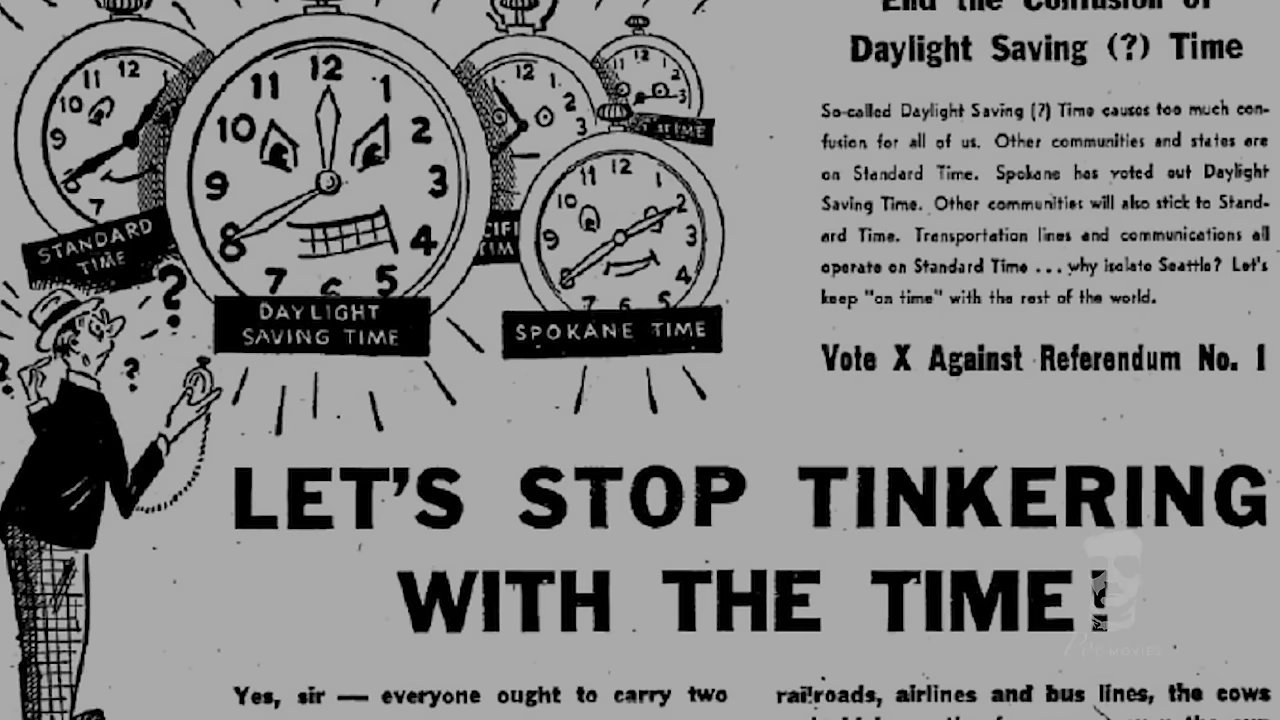 End the Confusion of
Daylight Saving (?) Time
So-called Daylight Saving (?) Time causes too much con-
fusion for all of us. Other communities and states are
on Standard Time. Spokane has voted out Daylight
Saving Time. Other communities will also stick to Stand-
ard Time. Transportation lines and communications all
operate on Standard Time ... why isolate Seattle? Let's
keep "on time" with the rest of the world.
Vote X Against Referendum No. 1
STANDARD
TIME
DAYLIGHT
SAVING TIME
SPOKANE TIME
LET'S STOP TINKERING
WITH THE TIME!
Yes, sir — everyone ought to carry two
railroads, airlines and bus lines, the cows
MOVIES